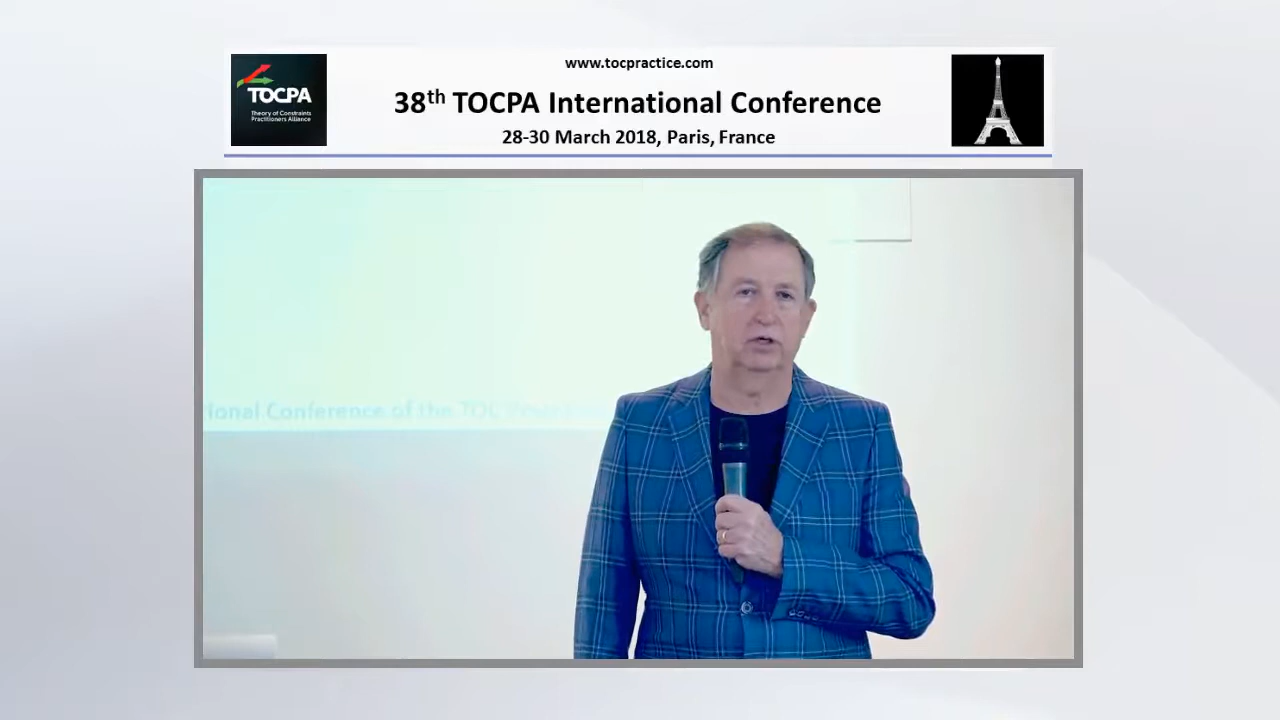 www.tocpractice.com
38th TOCPA International Conference
28-30 March 2018, Paris, France
TOCPA
Theory of Constraints
Practitioners Alliance
tional Conference of the TOC